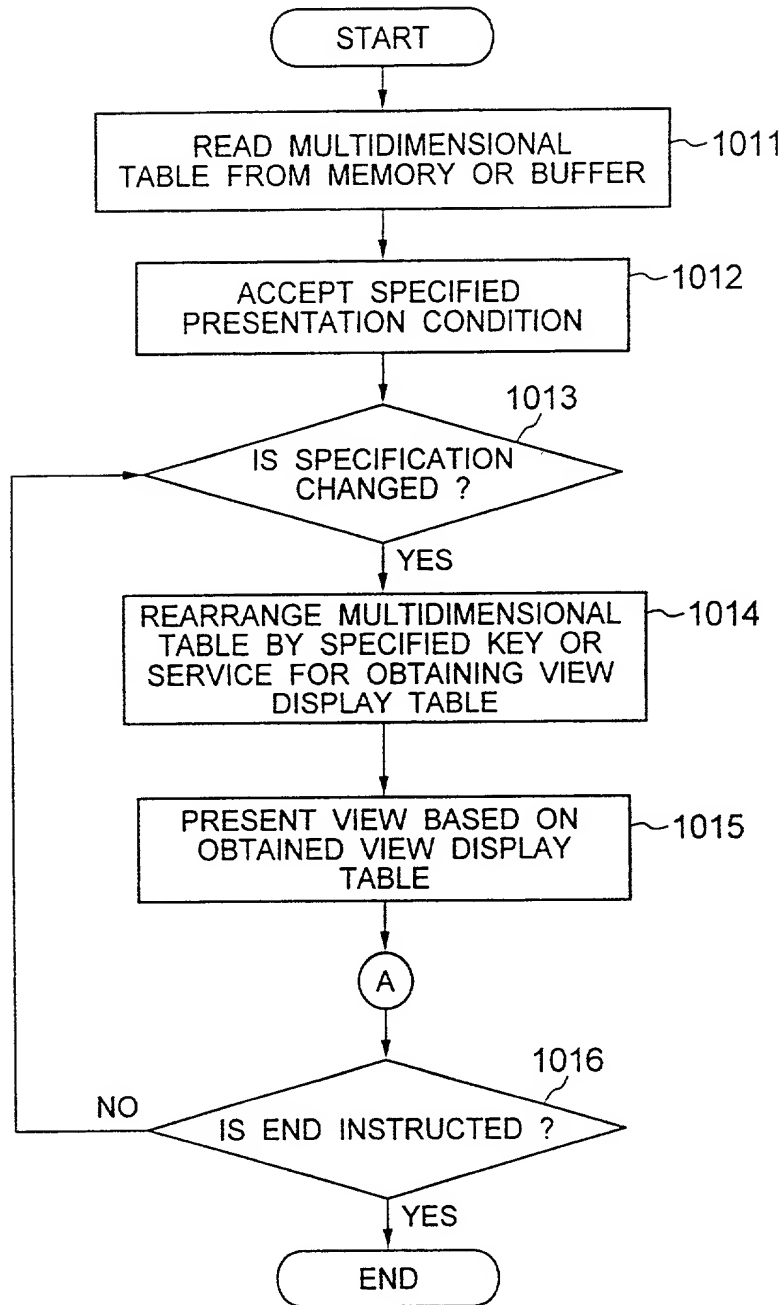 START
READ MULTIDIMENSIONAL
TABLE FROM MEMORY OR BUFFER
1011
ACCEPT SPECIFIED
PRESENTATION CONDITION
1012
1013
IS SPECIFICATION
CHANGED ?
YES
REARRANGE MULTIDIMENSIONAL
TABLE BY SPECIFIED KEY OR
SERVICE FOR OBTAINING VIEW
DISPLAY TABLE
1014
PRESENT VIEW BASED ON
OBTAINED VIEW DISPLAY
TABLE
1015
A
1016
NO
IS END INSTRUCTED ?
YES
END